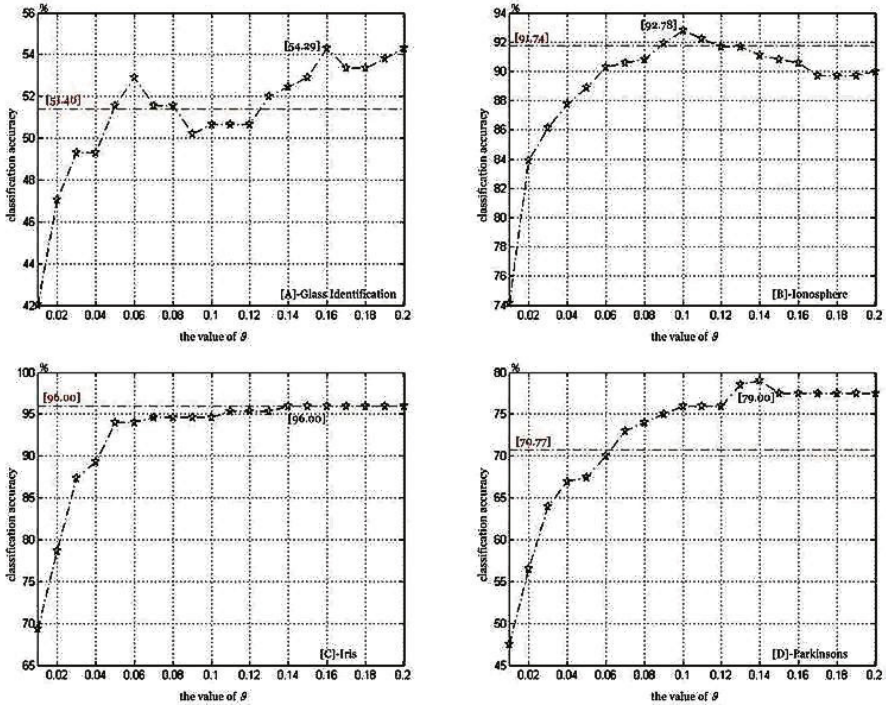 %
56
54
52
50
48
46
44
42
classification accuracy
[54.29]
[51.40]
[A]-Glass Identification
0.02 0.04 0.06 0.08 0.1 0.12 0.14 0.16 0.18 0.2
the value of ϑ
%
94
92
90
88
86
84
82
80
78
76
74
classification accuracy
[92.78]
[91.74]
[B]-Ionosphere
0.02 0.04 0.06 0.08 0.1 0.12 0.14 0.16 0.18 0.2
the value of ϑ
%
100
95
90
85
80
75
70
65
classification accuracy
[96.00]
[96.00]
[C]-Iris
0.02 0.04 0.06 0.08 0.1 0.12 0.14 0.16 0.18 0.2
the value of ϑ
%
80
75
70
65
60
55
50
45
classification accuracy
[79.00]
[70.77]
[D]-Parkinsons
0.02 0.04 0.06 0.08 0.1 0.12 0.14 0.16 0.18 0.2
the value of ϑ